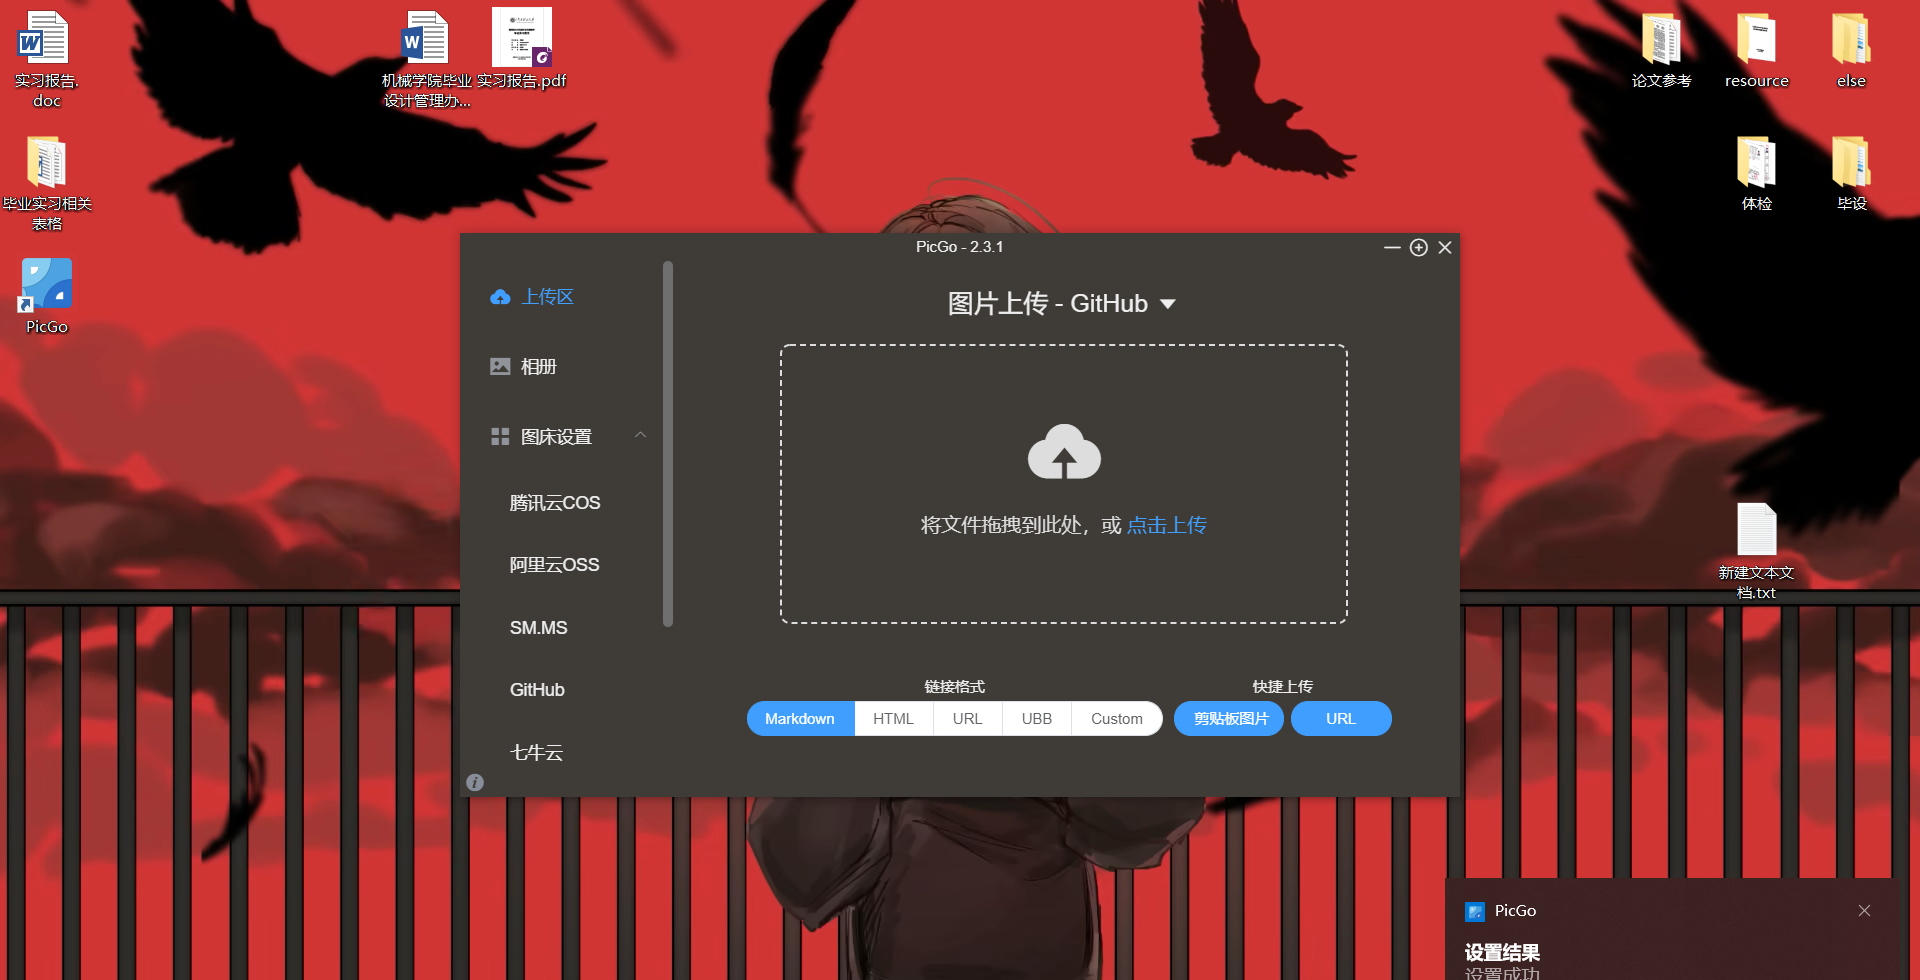 实习报告.
doc
机械学院毕业
设计管理办...
实习报告.pdf
论文参考
resource
else
毕业实习相关
表格
体检
毕设
PicGo
新建文本文
档.txt
PicGo - 2.3.1
上传区
相册
图床设置
腾讯云COS
阿里云OSS
SM.MS
GitHub
七牛云
图片上传 - GitHub
将文件拖拽到此处，或 点击上传
链接格式
快捷上传
Markdown
HTML
URL
UBB
Custom
剪贴板图片
URL
PicGo
设置结果
设置成功